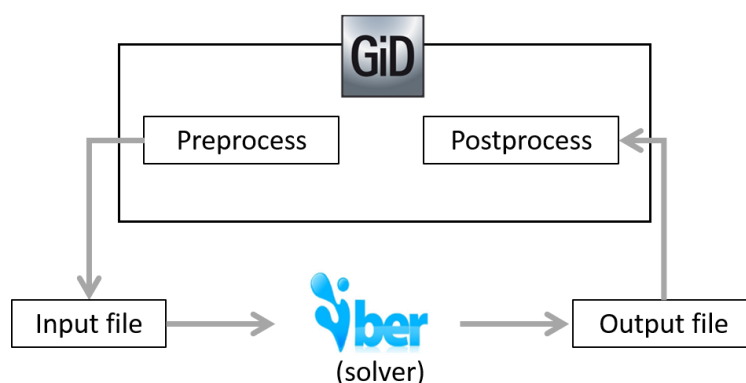 GiD
Preprocess
Postprocess
Input file
iber
(solver)
Output file